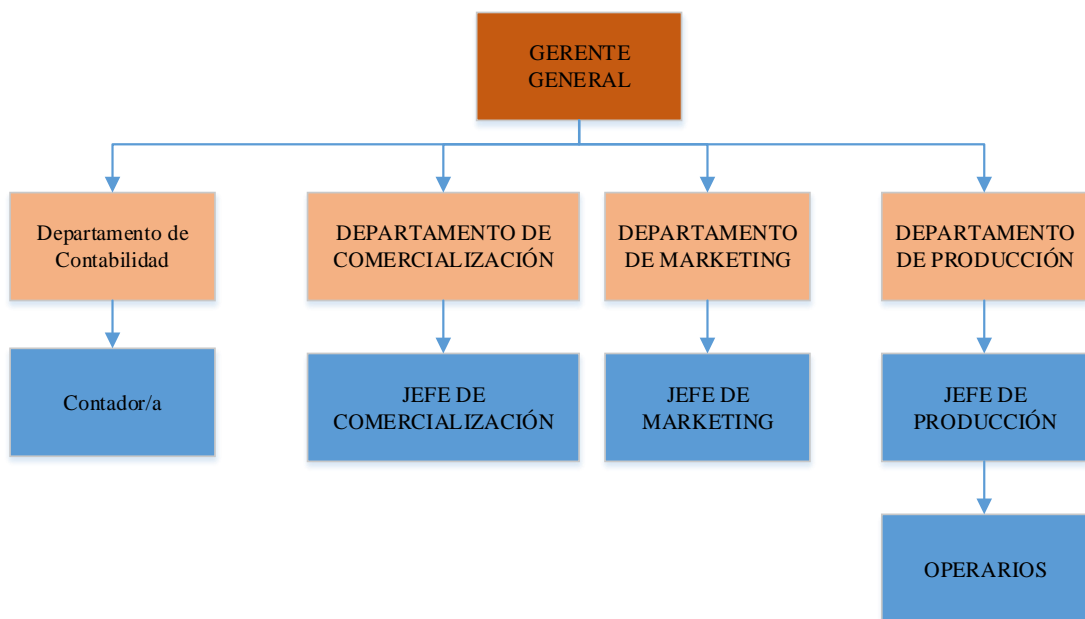 GERENTE
GENERAL
Departamento de
Contabilidad
DEPARTAMENTO DE
COMERCIALIZACIÓN
DEPARTAMENTO
DE MARKETING
DEPARTAMENTO
DE PRODUCCIÓN
Contador/a
JEFE DE
COMERCIALIZACIÓN
JEFE DE
MARKETING
JEFE DE
PRODUCCIÓN
OPERARIOS